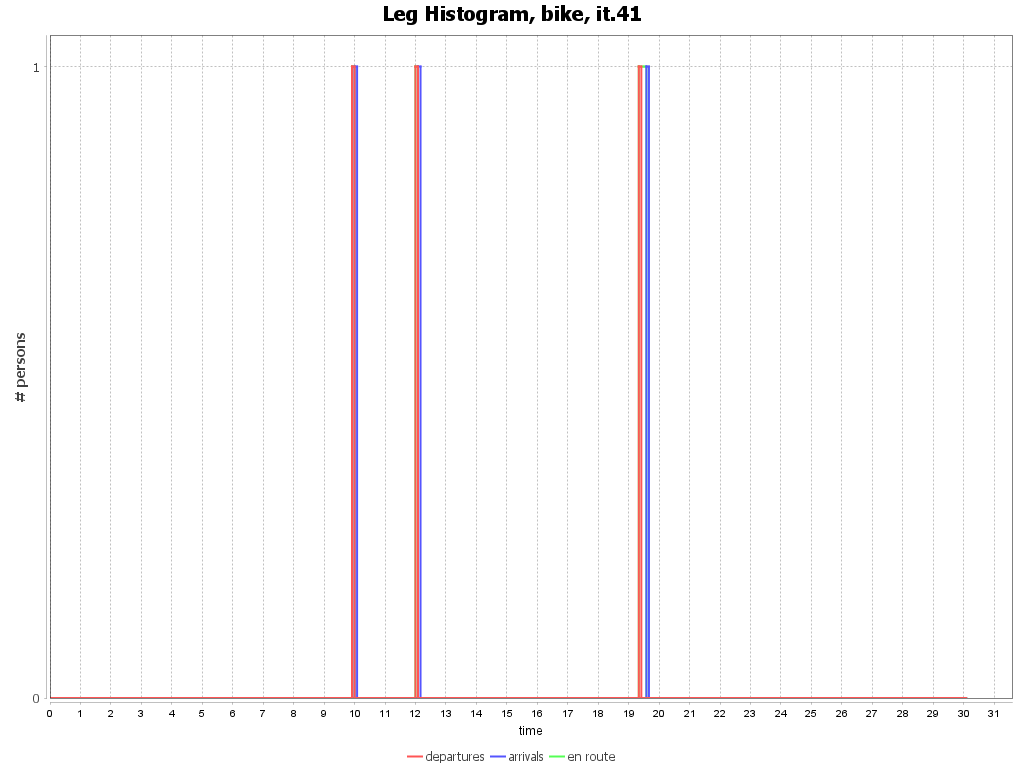 Leg Histogram, bike, it.41
1
# persons
0
0 1 2 3 4 5 6 7 8 9 10 11 12 13 14 15 16 17 18 19 20 21 22 23 24 25 26 27 28 29 30 31
time
departures arrivals en route